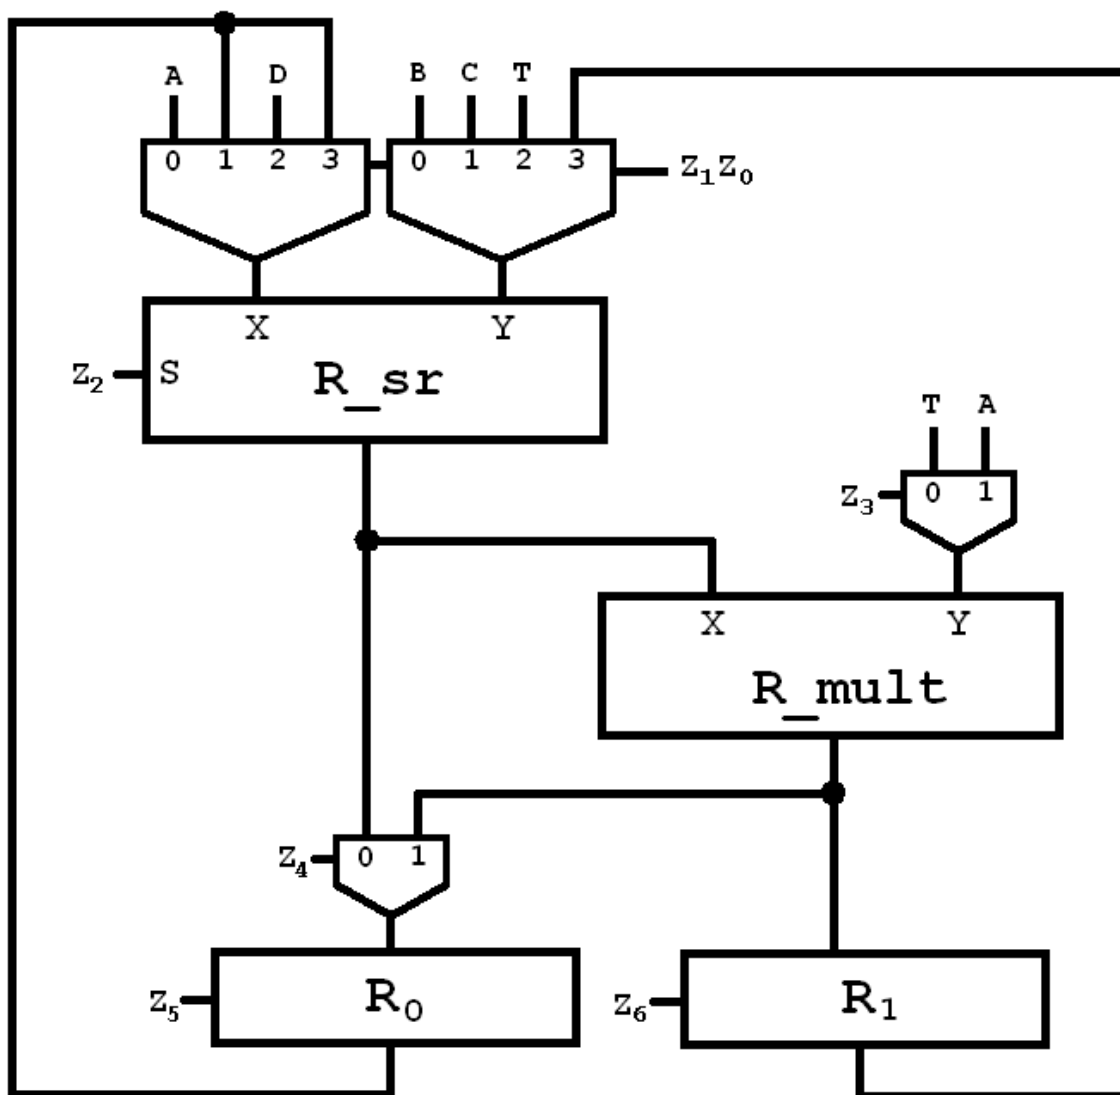 A D B C T
0 1 2 3 0 1 2 3 Z₁Z₀
X Y
Z₂ S R_sr
T A
Z₃ 0 1
X Y
R_mult
Z₄ 0 1
Z₅ R₀ Z₆ R₁